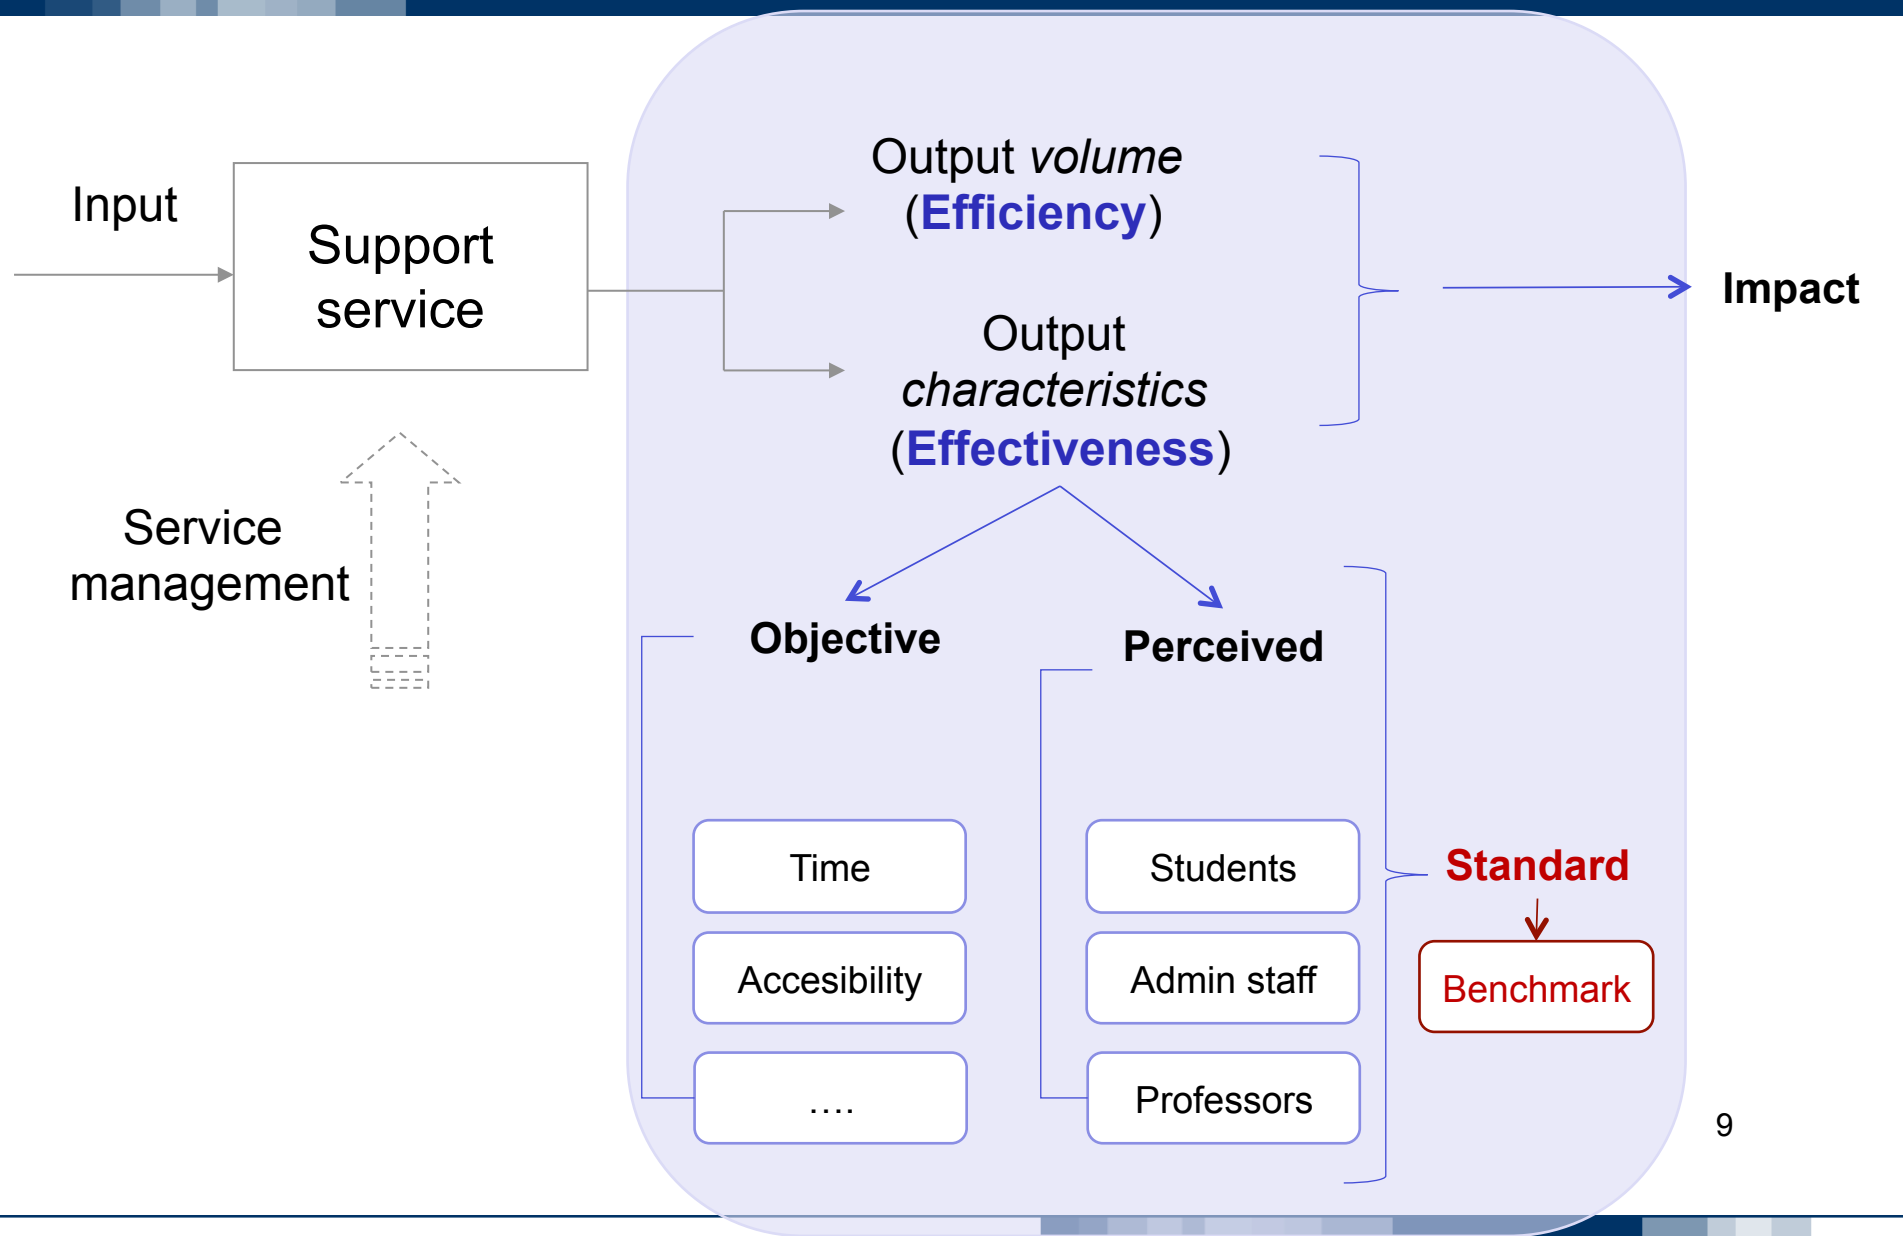 Input
Support
service
Service
management
Output volume
(Efficiency)
Output
characteristics
(Effectiveness)
Impact
Objective
Perceived
Time
Accesibility
….
Students
Admin staff
Professors
Standard
Benchmark
9